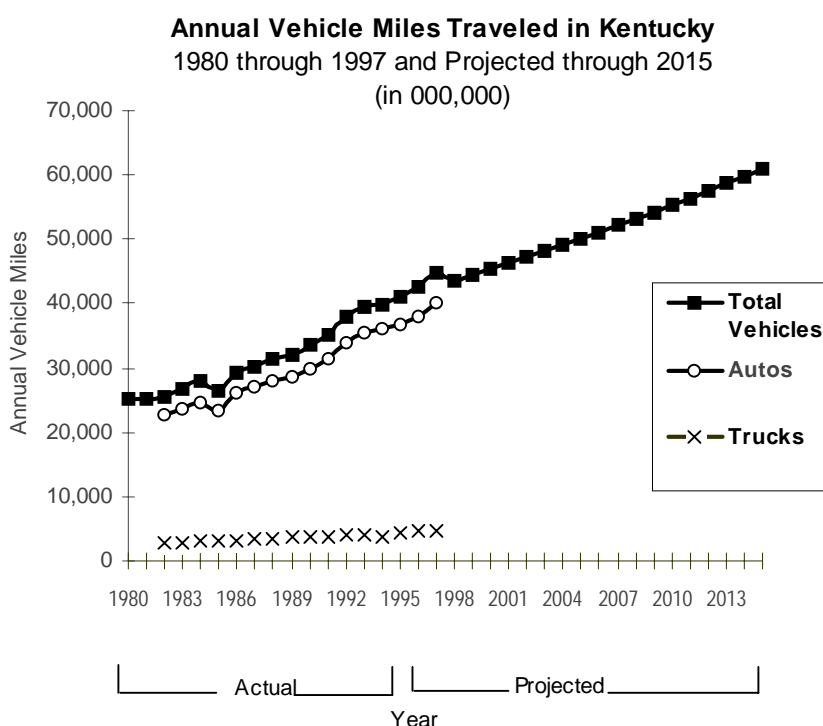 Annual Vehicle Miles Traveled in Kentucky
1980 through 1997 and Projected through 2015
(in 000,000)
70,000
60,000
50,000
40,000
30,000
20,000
10,000
0
Annual Vehicle Miles
Total
Vehicles
Autos
Trucks
1980 1983 1986 1989 1992 1995 1998 2001 2004 2007 2010 2013
Actual Projected
Year